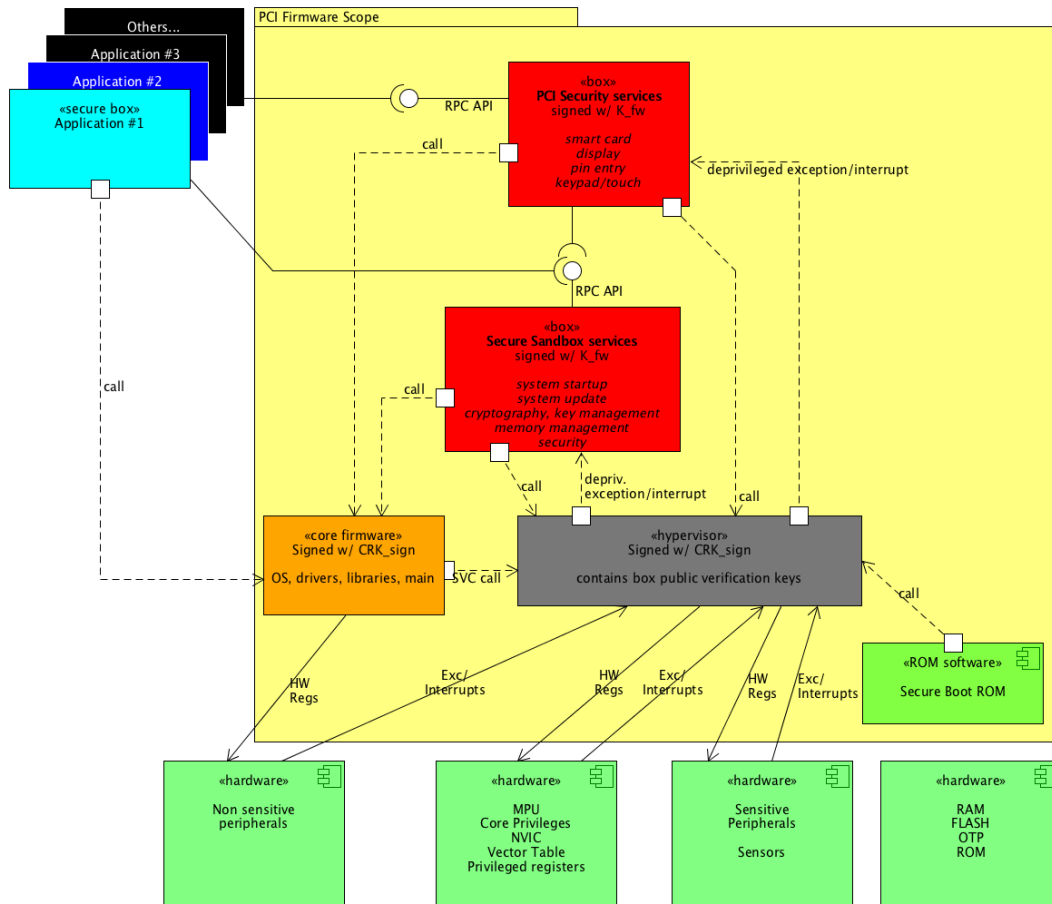 PCI Firmware Scope
Others...
Application #3
Application #2
«secure box»
Application #1
«box»
PCI Security services
signed w/ K_fw
smart card
display
pin entry
keypad/touch
RPC API
call
deprivileged exception/interrupt
RPC API
«box»
Secure Sandbox services
signed w/ K_fw
system startup
system update
cryptography, key management
memory management
security
call
call
call
depriv.
exception/interrupt
call
«core firmware»
Signed w/ CRK_sign
OS, drivers, libraries, main
SVC call
«hypervisor»
Signed w/ CRK_sign
contains box public verification keys
call
«ROM software»
Secure Boot ROM
HW
Regs
Exc/
Interrupts
HW
Regs
Exc/
Interrupts
HW
Regs
Exc/
Interrupts
«hardware»
Non sensitive
peripherals
«hardware»
MPU
Core Privileges
NVIC
Vector Table
Privileged registers
«hardware»
Sensitive
Peripherals
Sensors
«hardware»
RAM
FLASH
OTP
ROM